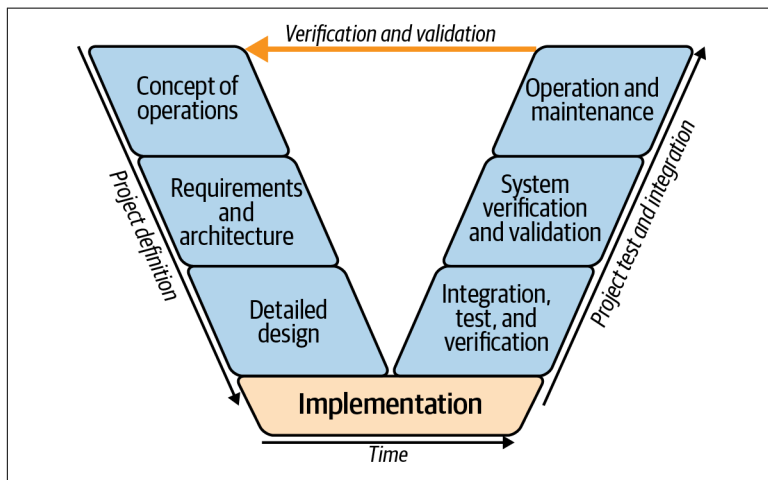 Verification and validation
Concept of
operations
Operation and
maintenance
Requirements
and
architecture
System
verification
and validation
Project definition
Project test and integration
Detailed
design
Integration,
test, and
verification
Implementation
Time